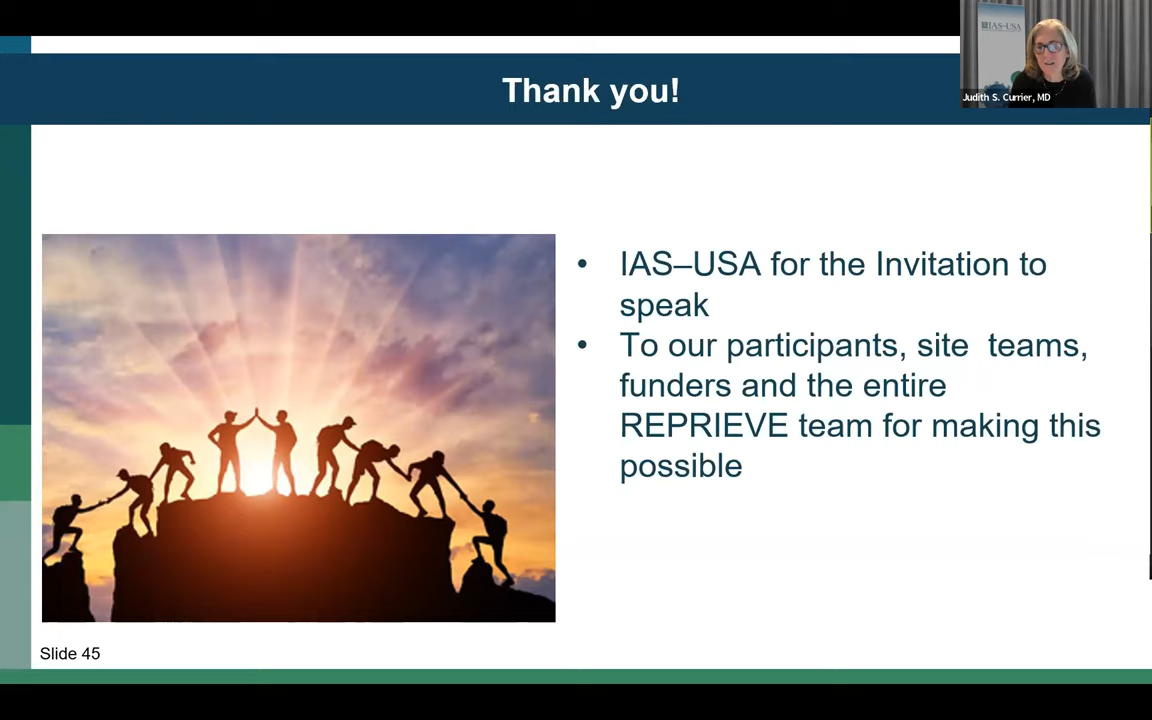 Thank you!
IAS-USA
Judith S. Currier, MD
• IAS–USA for the Invitation to
speak
• To our participants, site  teams,
funders and the entire
REPRIEVE team for making this
possible
Slide 45